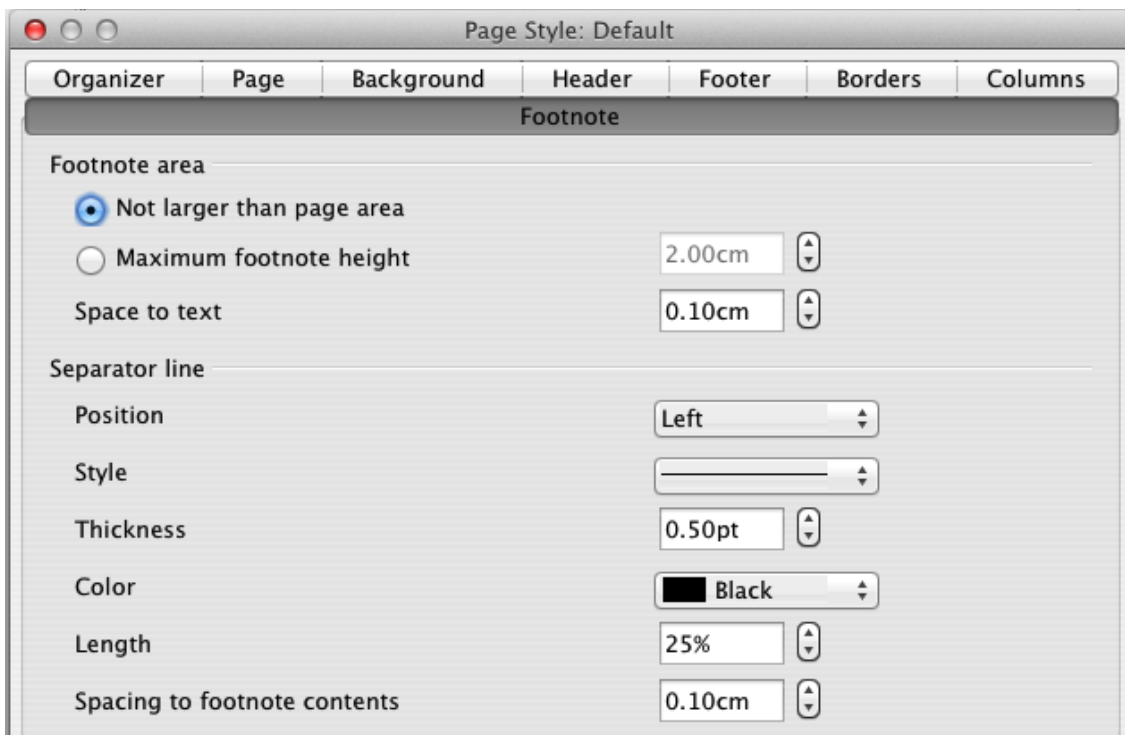 Page Style: Default
Organizer Page Background Header Footer Borders Columns
Footnote
Footnote area
Not larger than page area
Maximum footnote height 2.00cm
Space to text 0.10cm
Separator line
Position Left
Style
Thickness 0.50pt
Color Black
Length 25%
Spacing to footnote contents 0.10cm